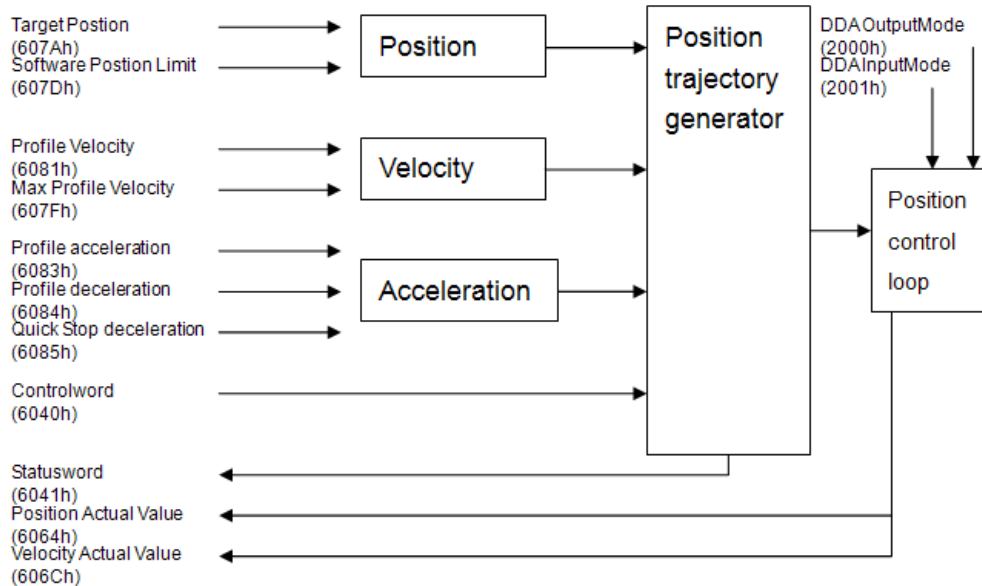 Target Postion
(607Ah)
Software Postion Limit
(607Dh)
Profile Velocity
(6081h)
Max Profile Velocity
(607Fh)
Profile acceleration
(6083h)
Profile deceleration
(6084h)
Quick Stop deceleration
(6085h)
Controlword
(6040h)
Statusword
(6041h)
Position Actual Value
(6064h)
Velocity Actual Value
(606Ch)
Position
Velocity
Acceleration
Position
trajectory
generator
DDAOutputMode
(2000h)
DDAInputMode
(2001h)
Position
control
loop